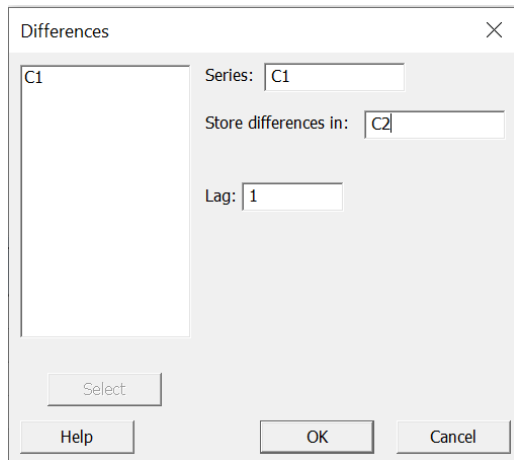 Differences
C1
Series: C1
Store differences in: C2
Lag: 1
Select
Help
OK
Cancel